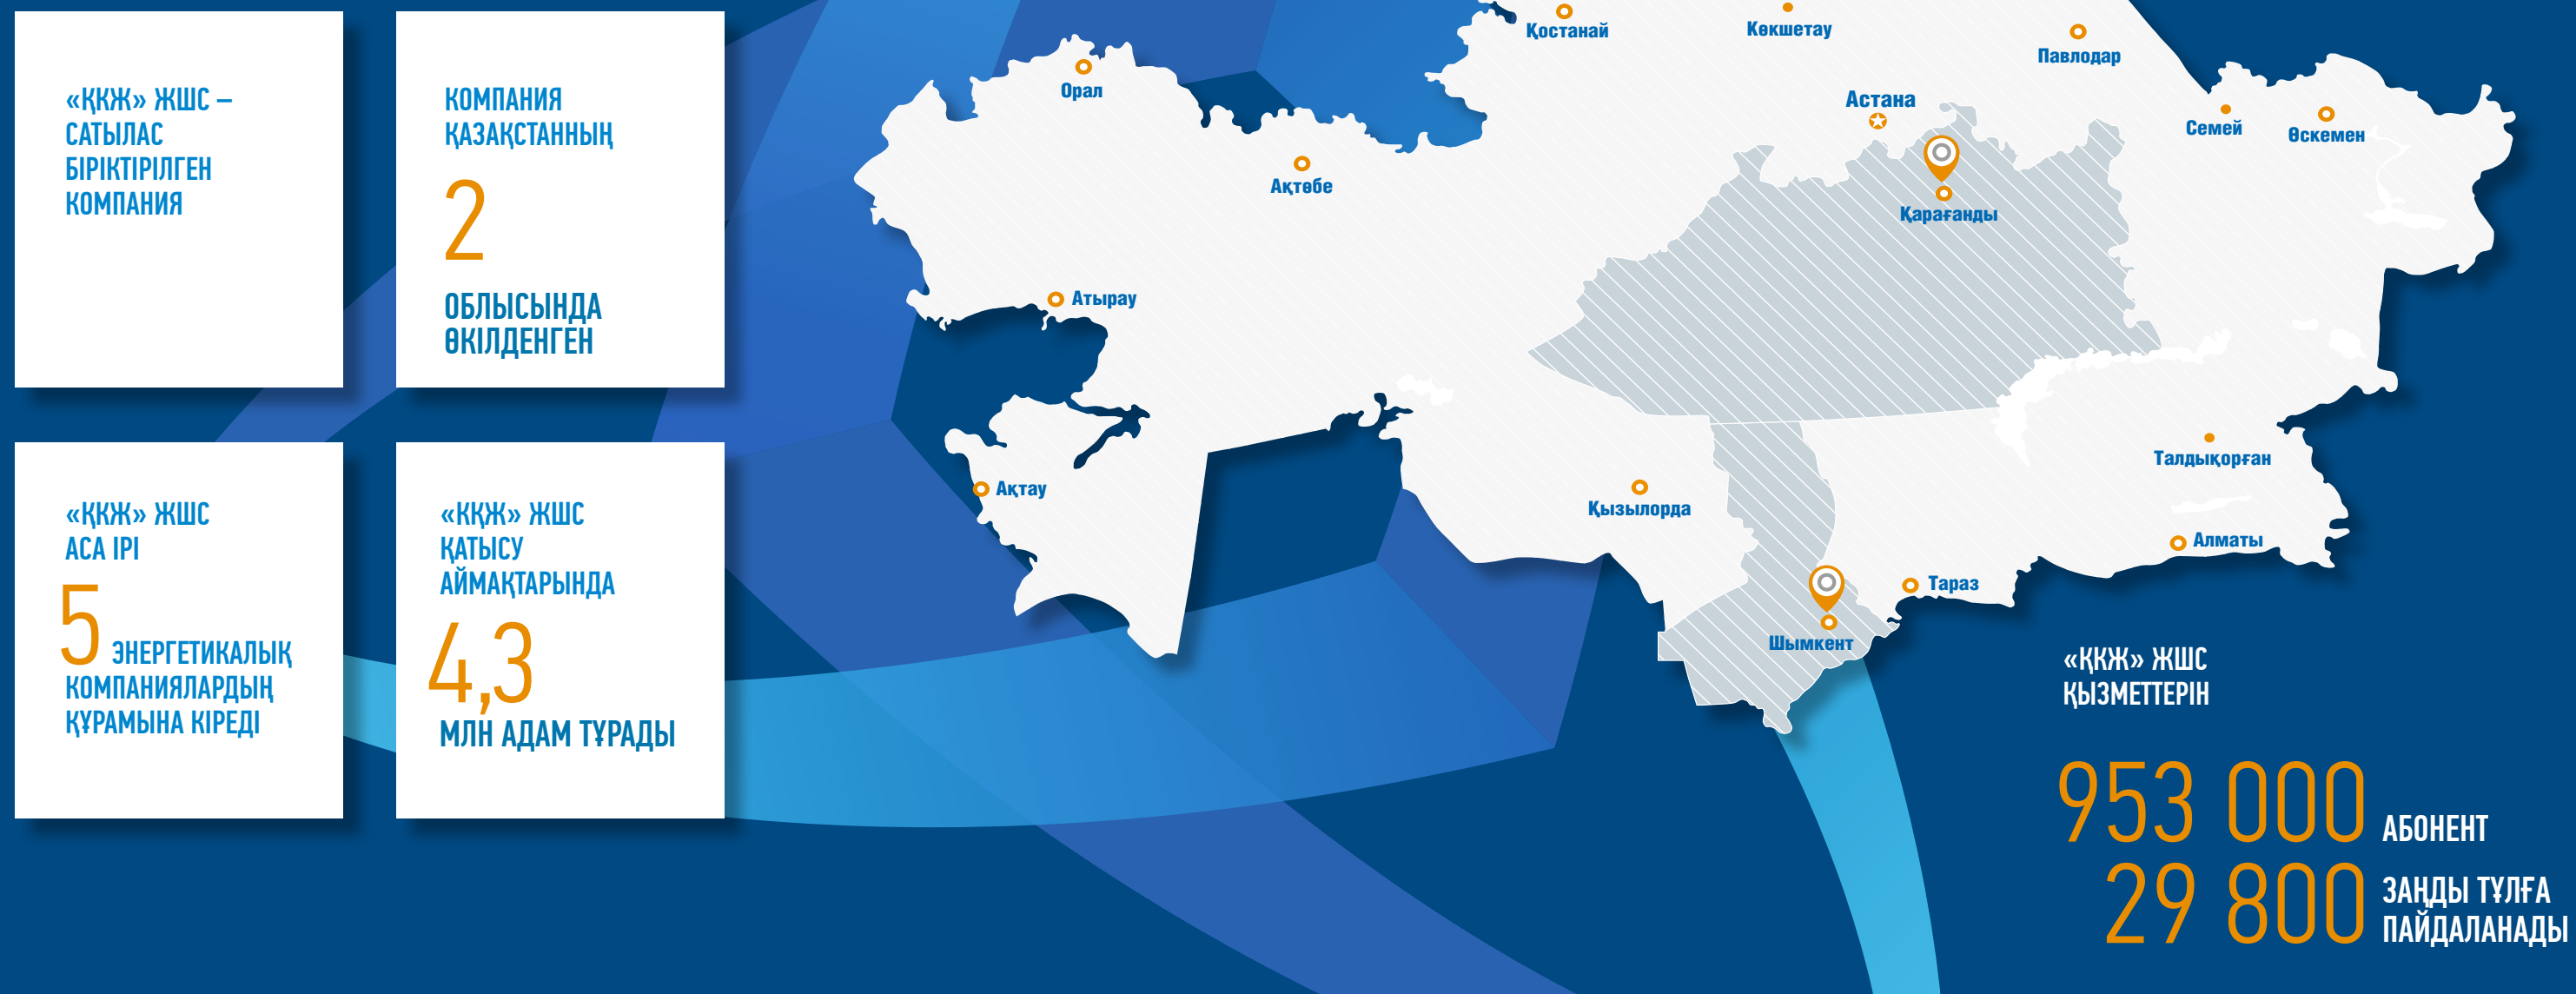 «ҚКЖ» ЖШС –
САТЫЛАС
БІРІКТІРІЛГЕН
КОМПАНИЯ
КОМПАНИЯ
ҚАЗАҚСТАННЫҢ
2
ОБЛЫСЫНДА
ӨКІЛДЕНГЕН
«ҚКЖ» ЖШС
АСА ІРІ
5 ЭНЕРГЕТИКАЛЫҚ
КОМПАНИЯЛАРДЫҢ
ҚҰРАМЫНА КІРЕДІ
«КҚЖ» ЖШС
ҚАТЫСУ
АЙМАҚТАРЫНДА
4,3
МЛН АДАМ ТҰРАДЫ
Қостанай
Көкшетау
Павлодар
Орал
Астана
Семей
Өскемен
Ақтөбе
Қарағанды
Атырау
Талдықорған
Ақтау
Қызылорда
Алматы
Тараз
Шымкент
«ҚКЖ» ЖШС
ҚЫЗМЕТТЕРІН
953 000 АБОНЕНТ
29 800 ЗАҢДЫ ТҰЛҒА
ПАЙДАЛАНАДЫ